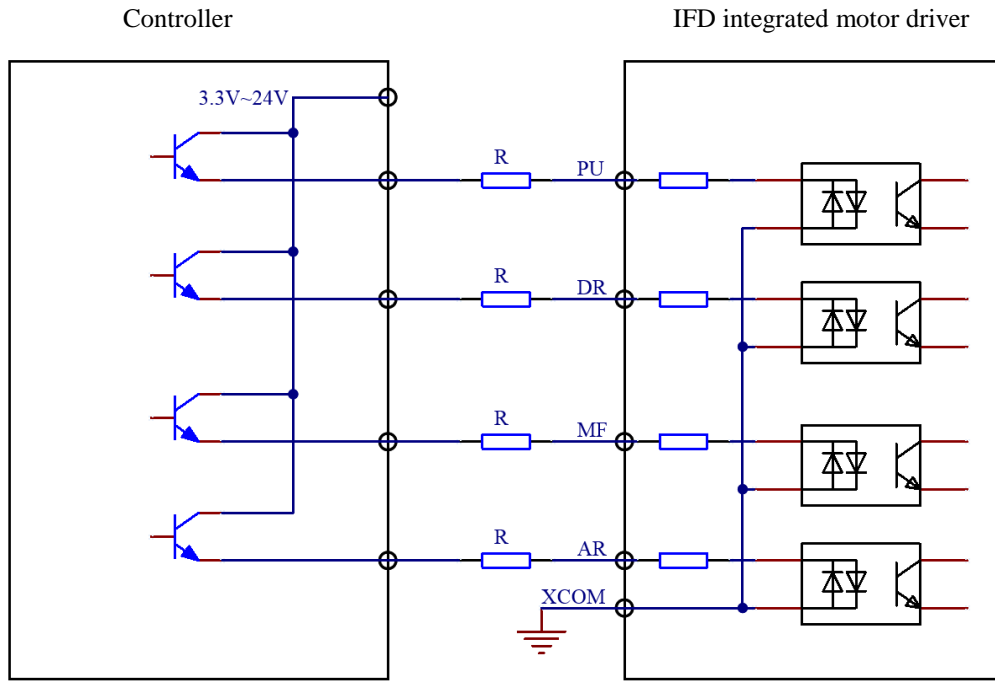 Controller
IFD integrated motor driver
3.3V~24V
R
PU
R
DR
R
MF
R
AR
XCOM